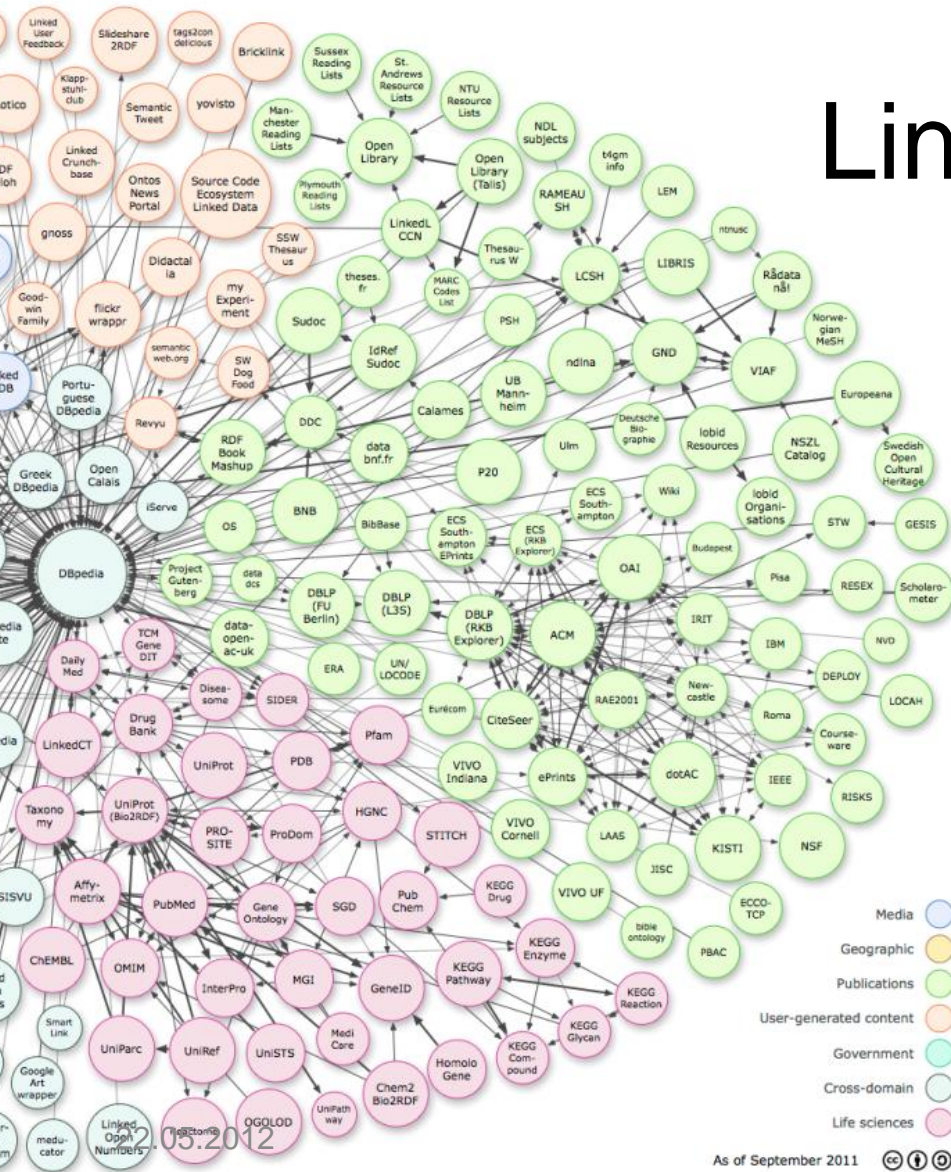 Linked
User
Feedback
Slideshare
2RDF
tags2con
delicious
Bricklink
Sussex
Reading
Lists
St.
Andrews
Resource
Lists
NTU
Resource
Lists
Lin
Klapp-
stuhl-
club
otico
Semantic
Tweet
yovisto
Man-
chester
Reading
Lists
Open
Library
NDL
subjects
t4gm
info
DF
ioh
Linked
Crunch-
base
Ontos
News
Portal
Source Code
Ecosystem
Linked Data
Plymouth
Reading
Lists
Open
Library
(Talis)
RAMEAU
SH
LEM
gnoss
SSW
Thesaur
us
LinkedL
CCN
Thesau-
rus W
LCSH
LIBRIS
ntnusc
Didactal
ia
theses.
fr
MARC
Codes
List
Rådata
nå!
Good-
win
Family
flickr
wrappr
my
Experi-
ment
Sudoc
PSH
Norwe-
gian
MeSH
semantic
web.org
SW
Dog
Food
IdRef
Sudoc
ndlna
GND
VIAF
ked
DB
Portu-
guese
DBpedia
Revyu
DDC
Calames
UB
Mann-
heim
Europeana
RDF
Book
Mashup
data
bnf.fr
Ulm
Deutsche
Bio-
graphie
lobid
Resources
NSZL
Catalog
Swedish
Open
Cultural
Heritage
Greek
DBpedia
Open
Calais
P20
Wiki
lobid
Organi-
sations
iServe
OS
BNB
BibBase
ECS
South-
ampton
EPrints
ECS
(RKB
Explorer)
ECS
South-
ampton
Budapest
STW
GESIS
DBpedia
Project
Guten-
berg
data
dcs
DBLP
(FU
Berlin)
DBLP
(L3S)
OAI
Pisa
RESEX
Scholaro-
meter
edia
te
data-
open-
ac-uk
DBLP
(RKB
Explorer)
ACM
IRIT
IBM
NVD
Daily
Med
TCM
Gene
DIT
ERA
UN/
LOCODE
DEPLOY
LOCAH
Disea-
some
SIDER
Eurécom
CiteSeer
RAE2001
New-
castle
Roma
Course-
ware
dia
LinkedCT
Drug
Bank
Pfam
UniProt
PDB
VIVO
Indiana
ePrints
dotAC
IEEE
RISKS
Taxono
my
UniProt
(Bio2RDF)
PRO-
SITE
ProDom
HGNC
STITCH
VIVO
Cornell
LAAS
KISTI
NSF
JISC
SISVU
Affy-
metrix
PubMed
Gene
Ontology
SGD
Pub
Chem
KEGG
Drug
VIVO UF
ECCO-
TCP
Media
bible
ontology
PBAC
Geographic
ChEMBL
OMIM
InterPro
MGI
GeneID
KEGG
Pathway
KEGG
Enzyme
Publications
KEGG
Reaction
User-generated content
Smart
Link
UniParc
UniRef
UniSTS
Medi
Care
Homolo
Gene
KEGG
Com-
pound
KEGG
Glycan
Government
Google
Art
wrapper
Chem2
Bio2RDF
Cross-domain
UniPath
way
Life sciences
medu-
cator
Linked
Open
Numbers
Reactome
OGOLOD
22.05.2012
As of September 2011